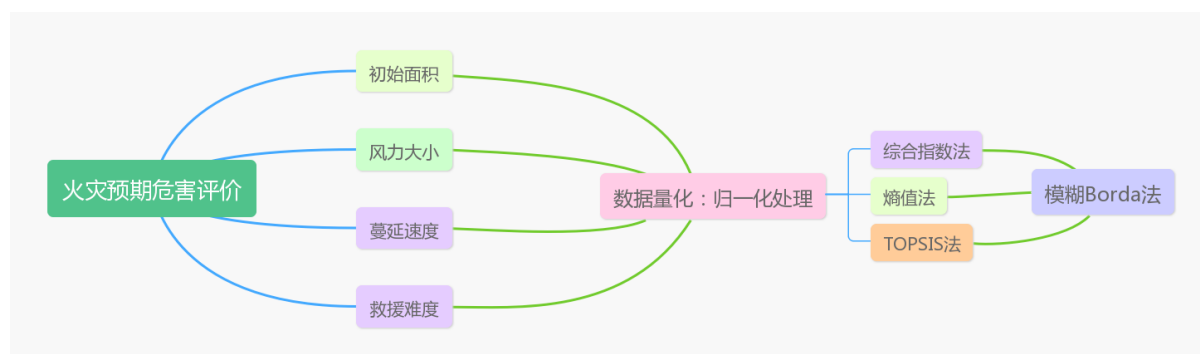 火灾预期危害评价
初始面积
风力大小
蔓延速度
救援难度
数据量化：归一化处理
综合指数法
熵值法
TOPSIS法
模糊Borda法